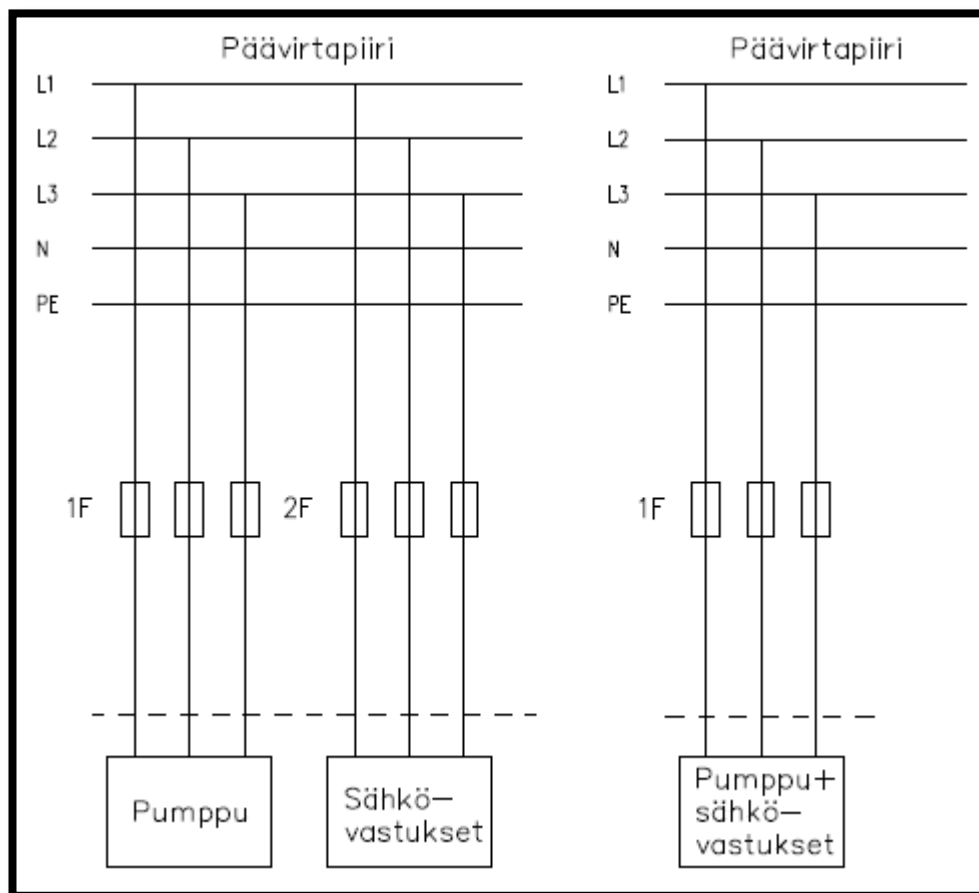 Päävirtapiiri
L1
L2
L3
N
PE
1F
2F
Pumppu
Sähkö-
vastukset
Päävirtapiiri
L1
L2
L3
N
PE
1F
Pumppu+
sähkö-
vastukset